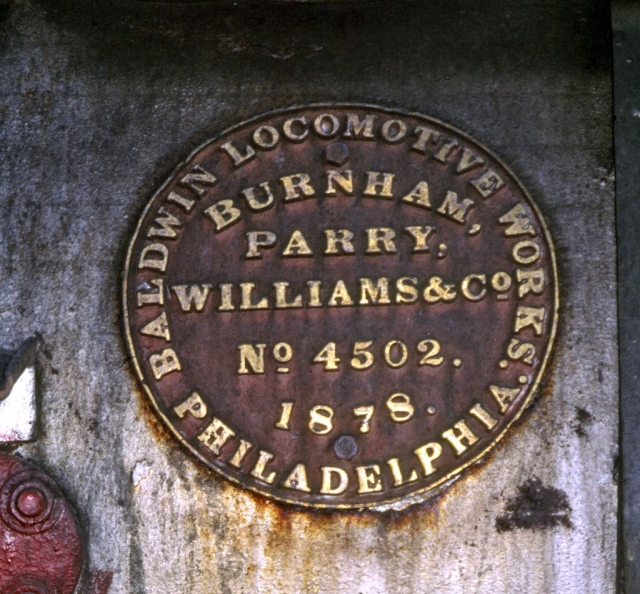 BALDWIN LOCOMOTIVE WORKS.
BURNHAM,
PARRY,
WILLIAMS & Cº
Nº 4502.
1878.
PHILADELPHIA.